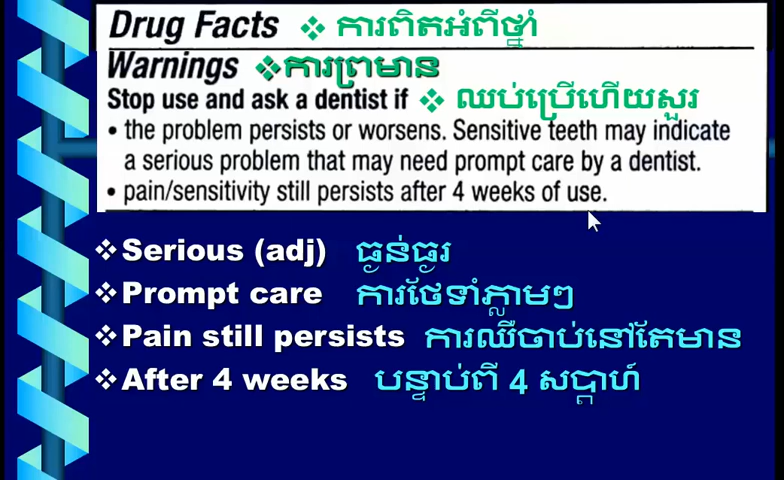 Drug Facts ❖ ការពិតអំពីថ្នាំ
Warnings ❖ការព្រមាន
Stop use and ask a dentist if ❖ ឈប់ប្រើហើយសួរ
• the problem persists or worsens. Sensitive teeth may indicate
a serious problem that may need prompt care by a dentist.
• pain/sensitivity still persists after 4 weeks of use.
❖Serious (adj) ធ្ងន់ធ្ងរ
❖Prompt care ការថែទាំភ្លាមៗ
❖Pain still persists ការឈឺចាប់នៅតែមាន
❖After 4 weeks បន្ទាប់ពី 4 សប្តាហ៍